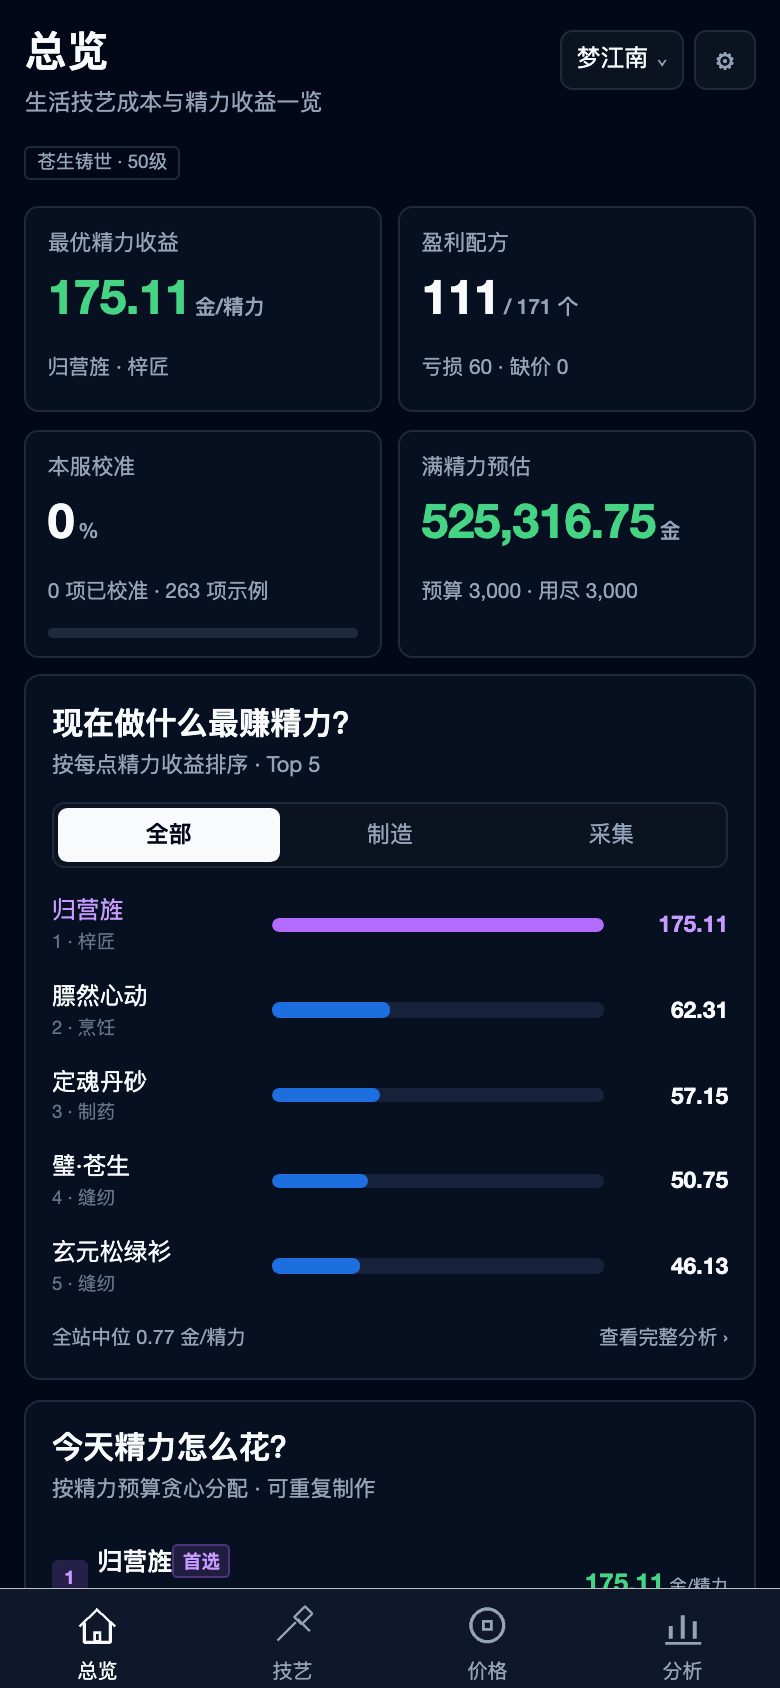 总览
梦江南
生活技艺成本与精力收益一览
苍生铸世 · 50级
最优精力收益
175.11 金/精力
归营旌 · 梓匠
盈利配方
111 / 171 个
亏损 60 · 缺价 0
本服校准
0 %
0 项已校准 · 263 项示例
满精力预估
525,316.75 金
预算 3,000 · 用尽 3,000
现在做什么最赚精力?
按每点精力收益排序 · Top 5
全部 制造 采集
归营旌
1 · 梓匠
175.11
膘然心动
2 · 烹饪
62.31
定魂丹砂
3 · 制药
57.15
璧·苍生
4 · 缝纫
50.75
玄元松绿衫
5 · 缝纫
46.13
全站中位 0.77 金/精力
查看完整分析 ›
今天精力怎么花?
按精力预算贪心分配 · 可重复制作
1
归营旌 首选
175.11 金/精力
总览 技艺 价格 分析